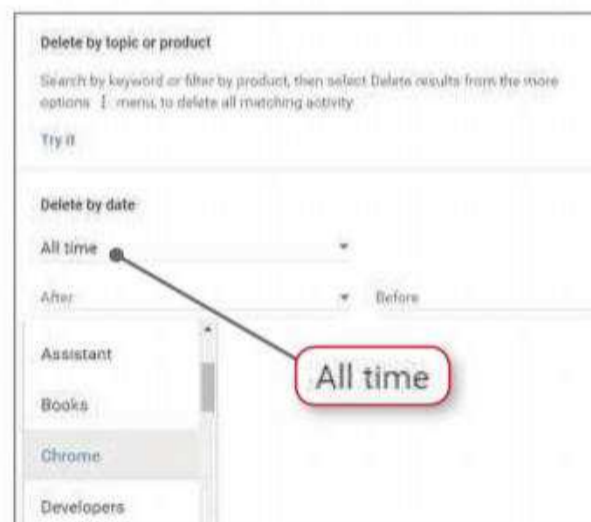 Delete by topic or product
Search by keyword or filter by product, then select Delete results from the more
options ⁝ menu, to delete all matching activity
Try it
Delete by date
All time
After
Before
All time
Assistant
Books
Chrome
Developers